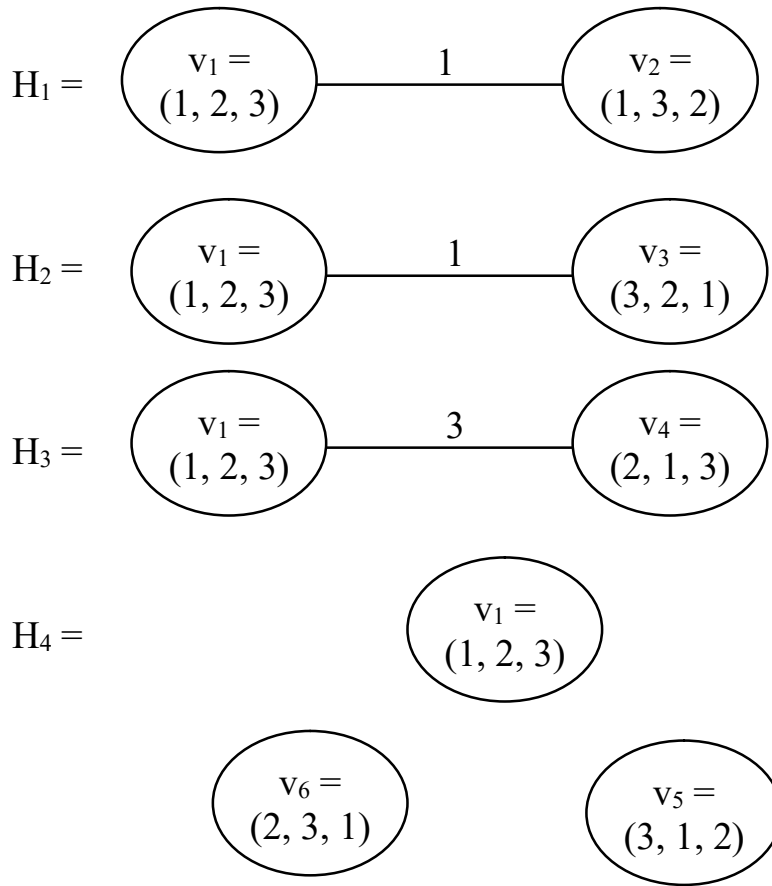 H₁ =
v₁ =
(1, 2, 3)
1
v₂ =
(1, 3, 2)
H₂ =
v₁ =
(1, 2, 3)
1
v₃ =
(3, 2, 1)
H₃ =
v₁ =
(1, 2, 3)
3
v₄ =
(2, 1, 3)
H₄ =
v₁ =
(1, 2, 3)
v₆ =
(2, 3, 1)
v₅ =
(3, 1, 2)